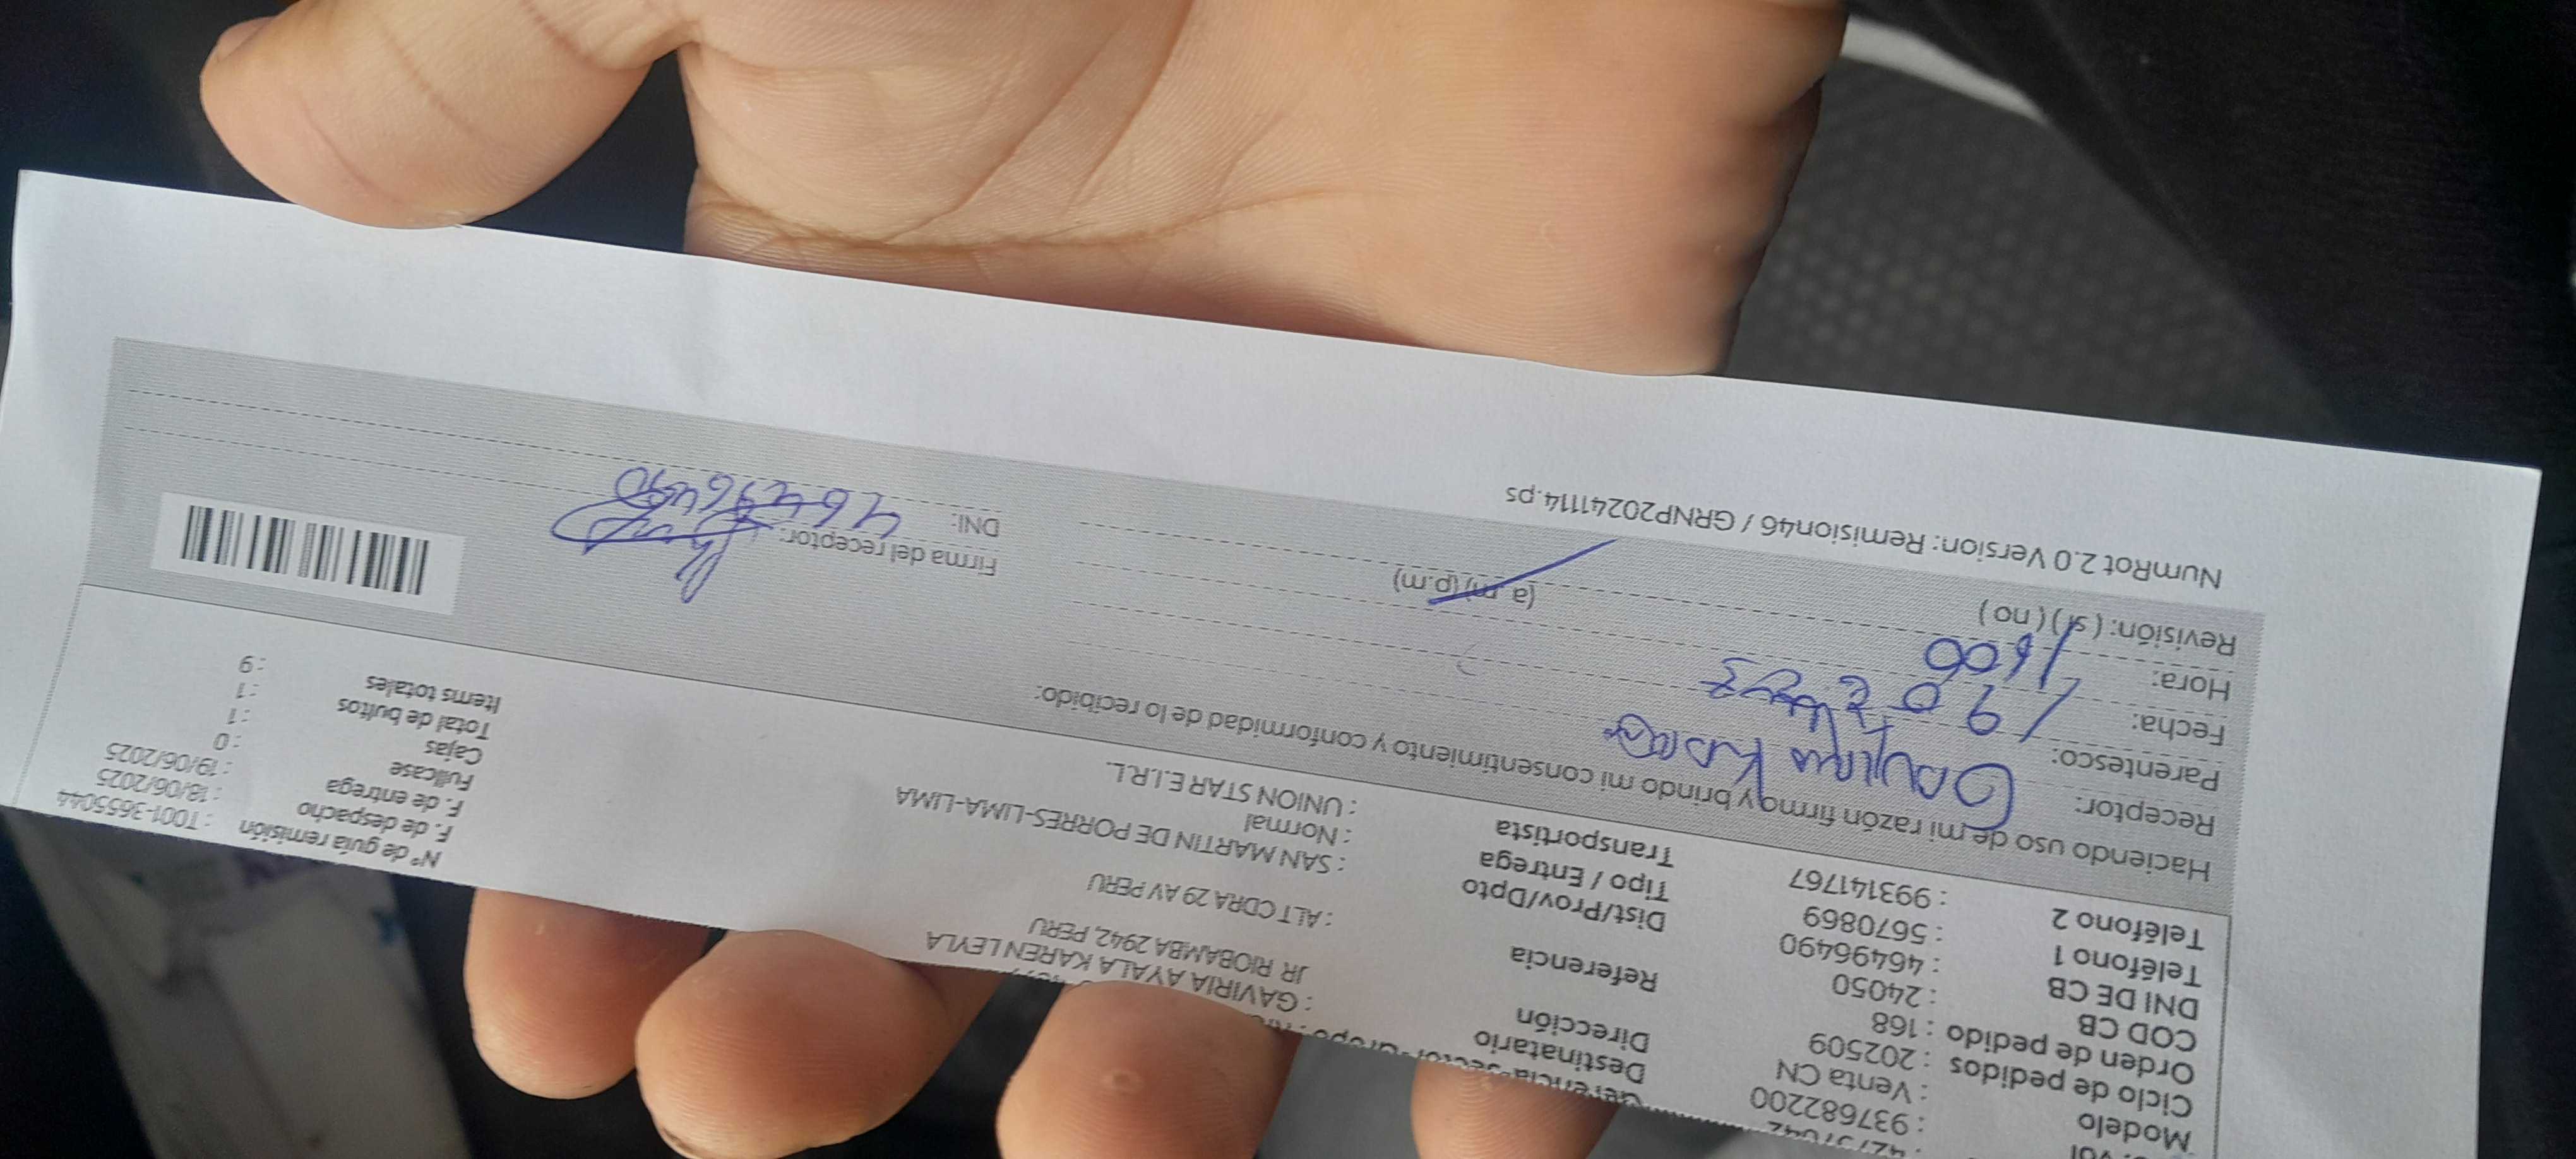 : 937682200
Modelo : Venta CN
Ciclo de pedidos : 202509
Orden de pedido : 168
COD CB : 24050
DNI DE CB : 46496490
Teléfono 1 : 5670869
Teléfono 2 : 993141767
Destinatario : GAVIRIA AYALA KAREN LEYLA
Dirección JR RIOBAMBA 2942, PERU
Referencia : ALT CDRA 29 AV PERU
Dist/Prov/Dpto : SAN MARTIN DE PORRES-LIMA-LIMA
Tipo / Entrega : Normal
Transportista : UNION STAR E.I.R.L.
N° de guía remisión : T001-3655044
F. de despacho : 18/06/2025
F. de entrega : 19/06/2025
Fullcase : 0
Cajas : 1
Total de bultos : 1
Items totales : 9
Haciendo uso de mi razón firmo y brindo mi consentimiento y conformidad de lo recibido:
Receptor:
Parentesco:
Fecha:
Hora: 1600 (a.m) (p.m)
Revisión: ( si ) ( no )
Firma del receptor:
DNI:
NumRot 2.0 Version: Remision46 / GRNP20241114.ps